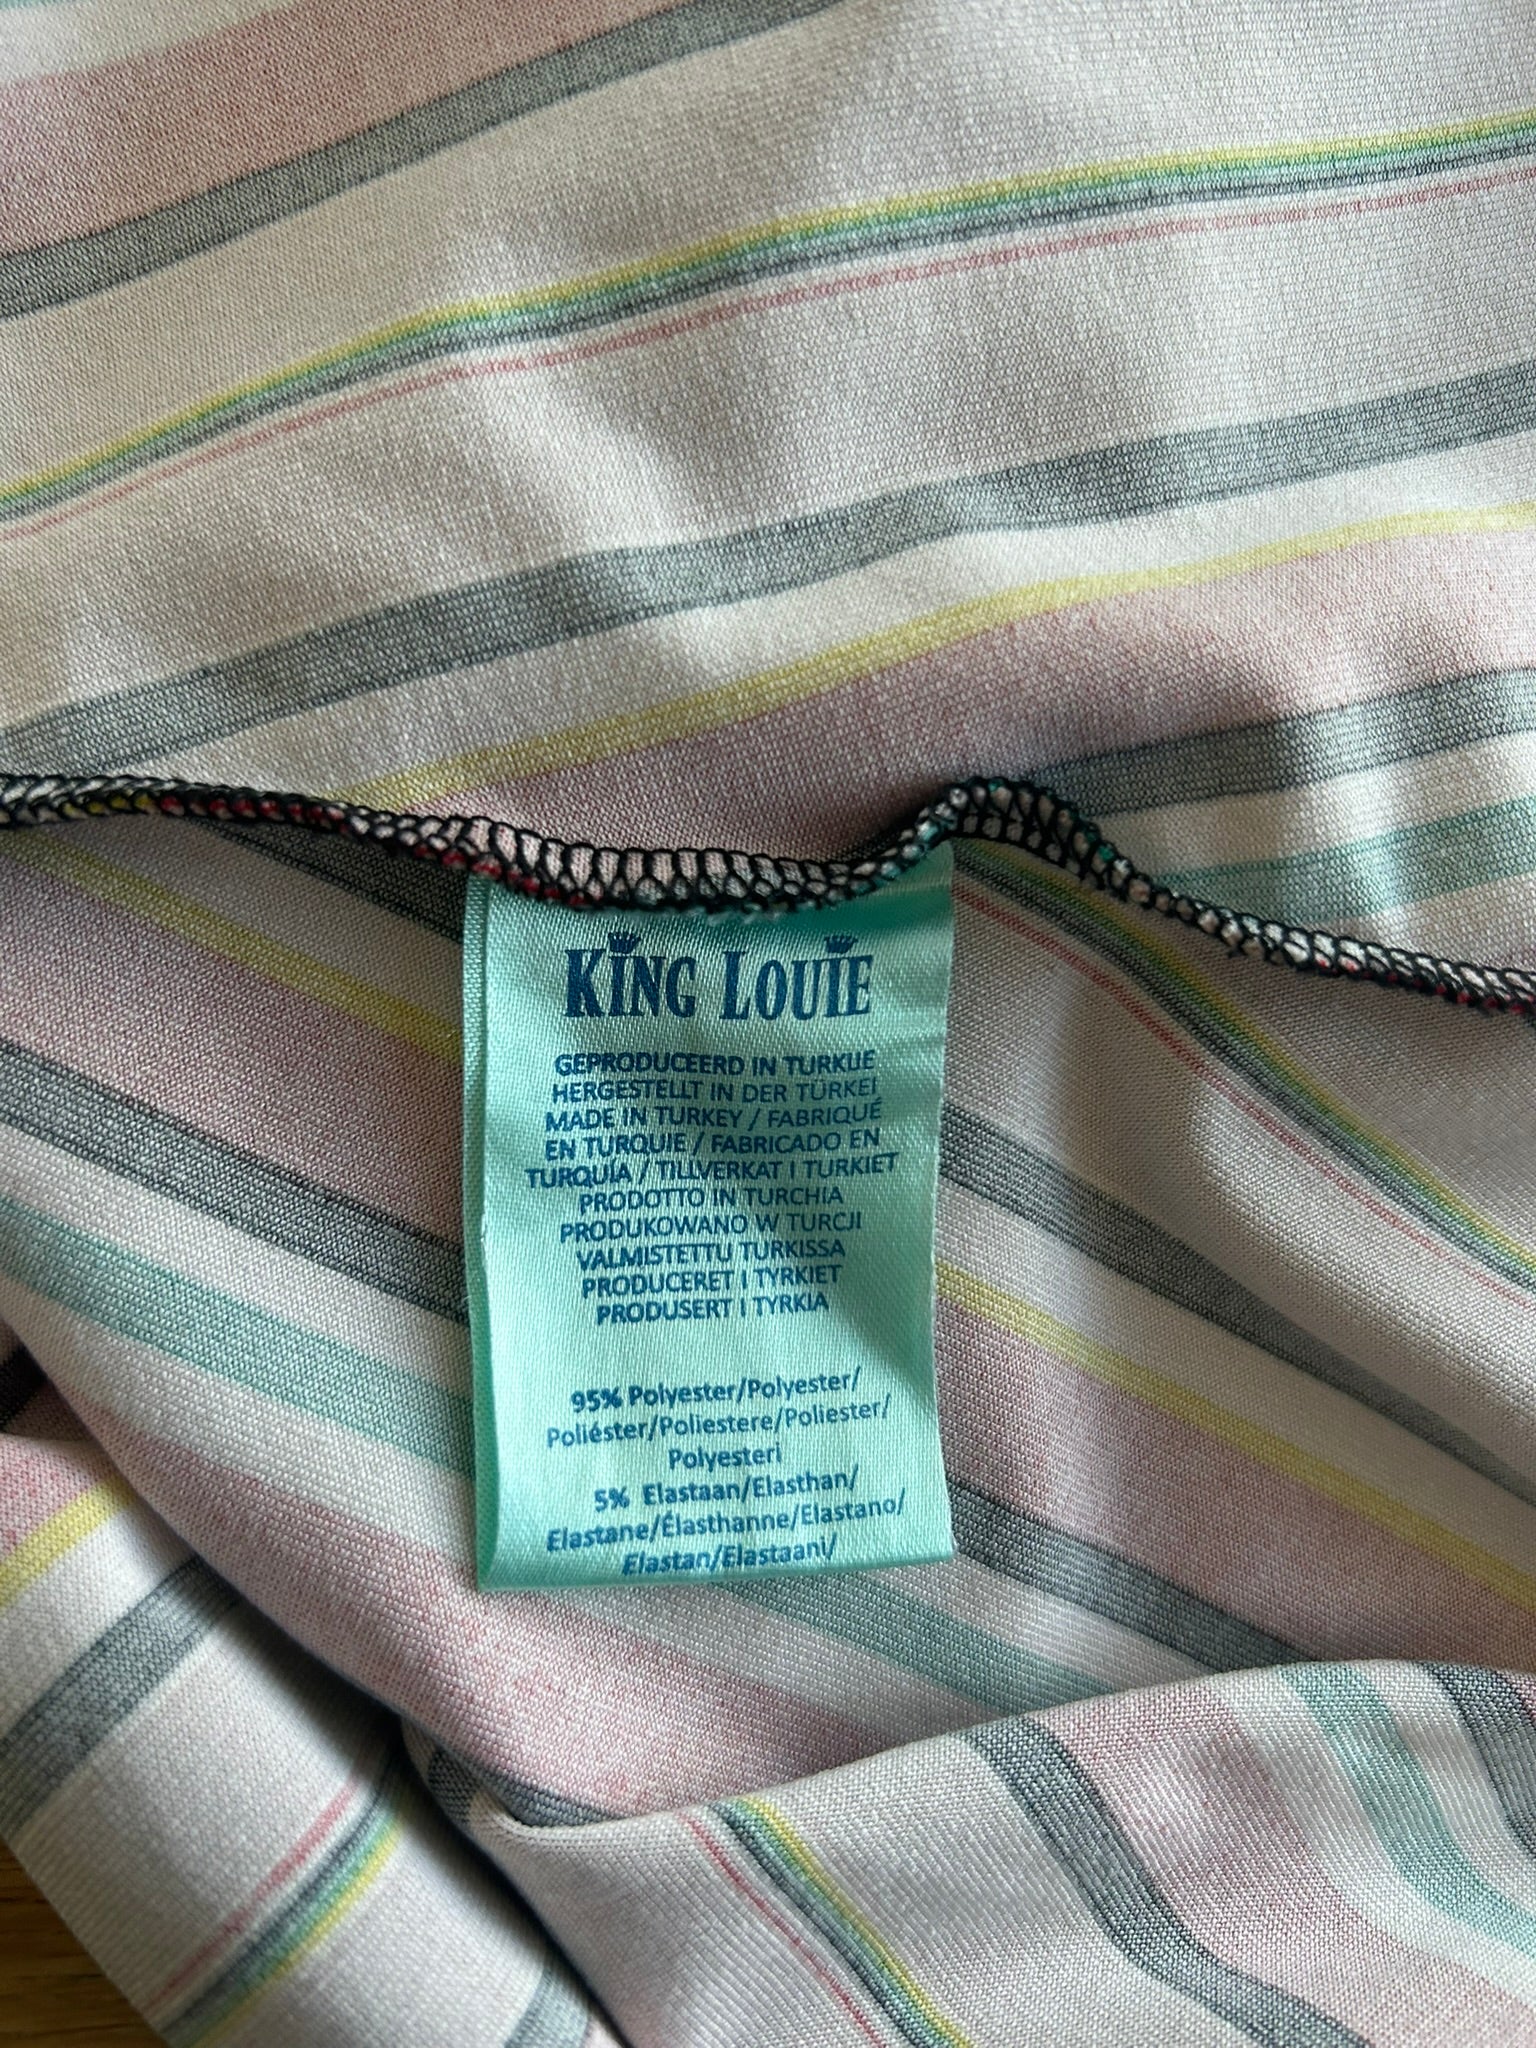 KING LOUIE
GEPRODUCEERD IN TURKIJE
HERGESTELLT IN DER TÜRKEI
MADE IN TURKEY / FABRIQUÉ
EN TURQUIE / FABRICADO EN
TURQUÍA / TILLVERKAT I TURKIET
PRODOTTO IN TURCHIA
PRODUKOWANO W TURCJI
VALMISTETTU TURKISSA
PRODUCERET I TYRKIET
PRODUSERT I TYRKIA
95% Polyester/Polyester/
Poliéster/Poliestere/Poliester/
Polyesteri
5% Elastaan/Elasthan/
Elastane/Élasthanne/Elastano/
Elastan/Elastaani/